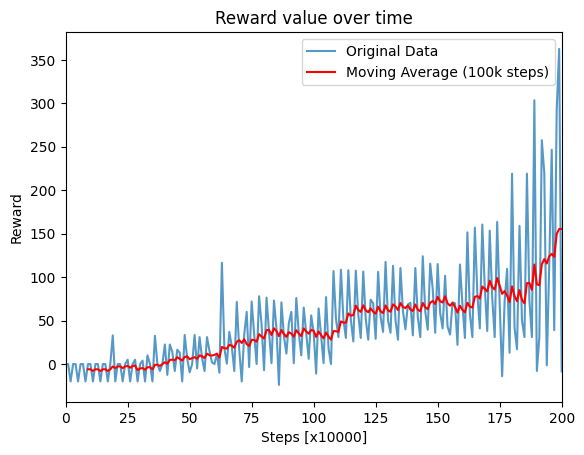 Reward value over time
Original Data
Moving Average (100k steps)
Reward
350
300
250
200
150
100
50
0
0 25 50 75 100 125 150 175 200
Steps [x10000]